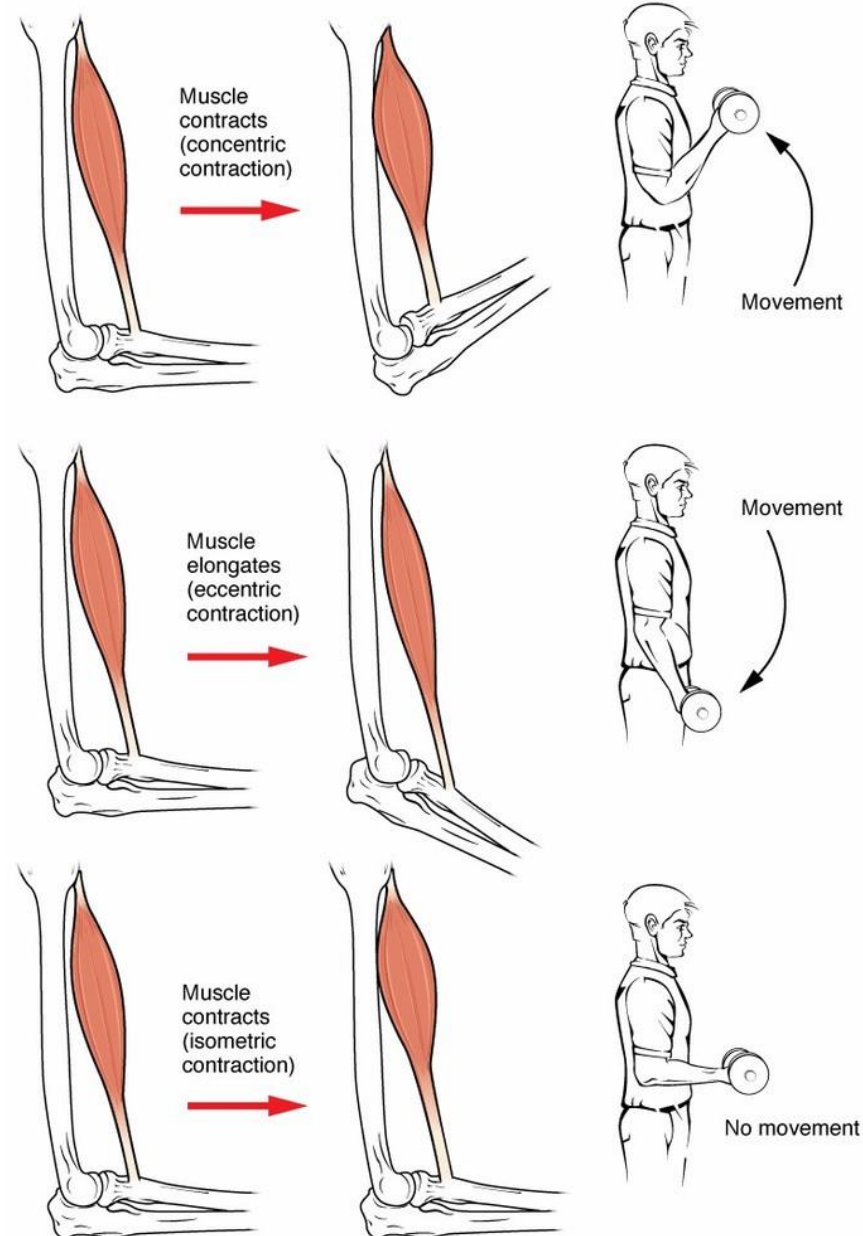 Muscle
contracts
(concentric
contraction)
Movement
Muscle
elongates
(eccentric
contraction)
Movement
Muscle
contracts
(isometric
contraction)
No movement